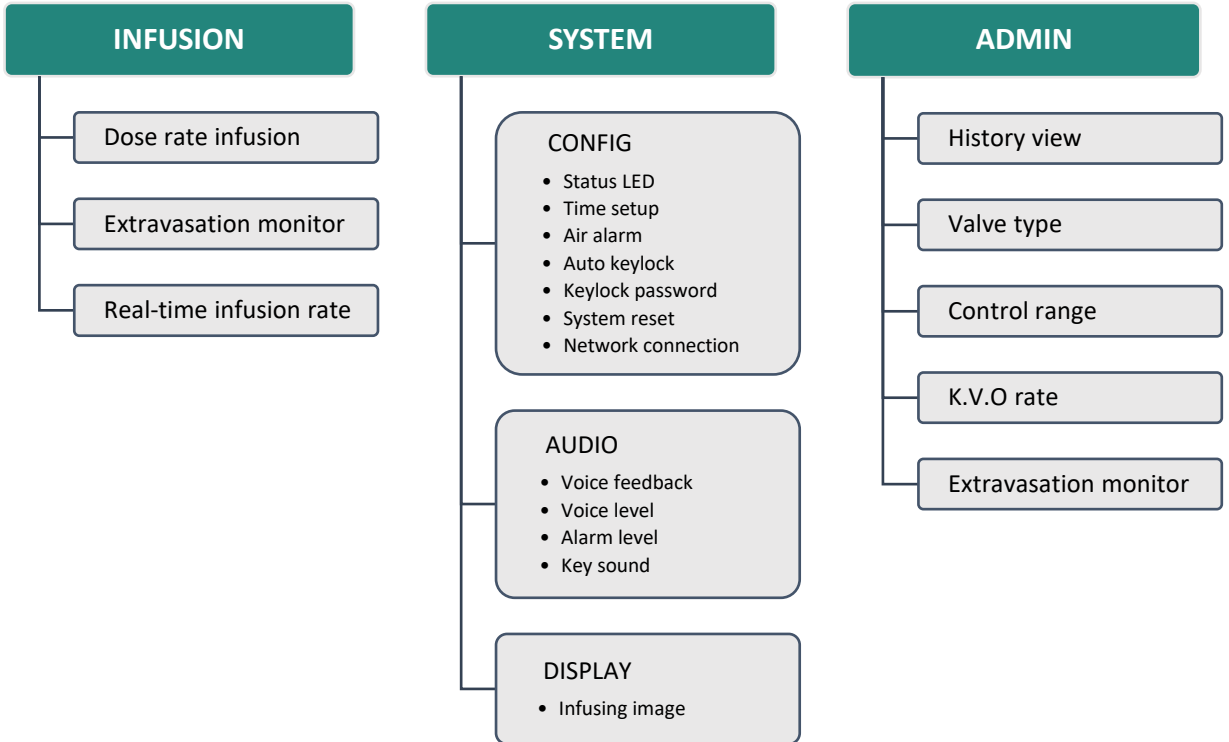 INFUSION
Dose rate infusion
Extravasation monitor
Real-time infusion rate
SYSTEM
CONFIG
• Status LED
• Time setup
• Air alarm
• Auto keylock
• Keylock password
• System reset
• Network connection
AUDIO
• Voice feedback
• Voice level
• Alarm level
• Key sound
DISPLAY
• Infusing image
ADMIN
History view
Valve type
Control range
K.V.O rate
Extravasation monitor